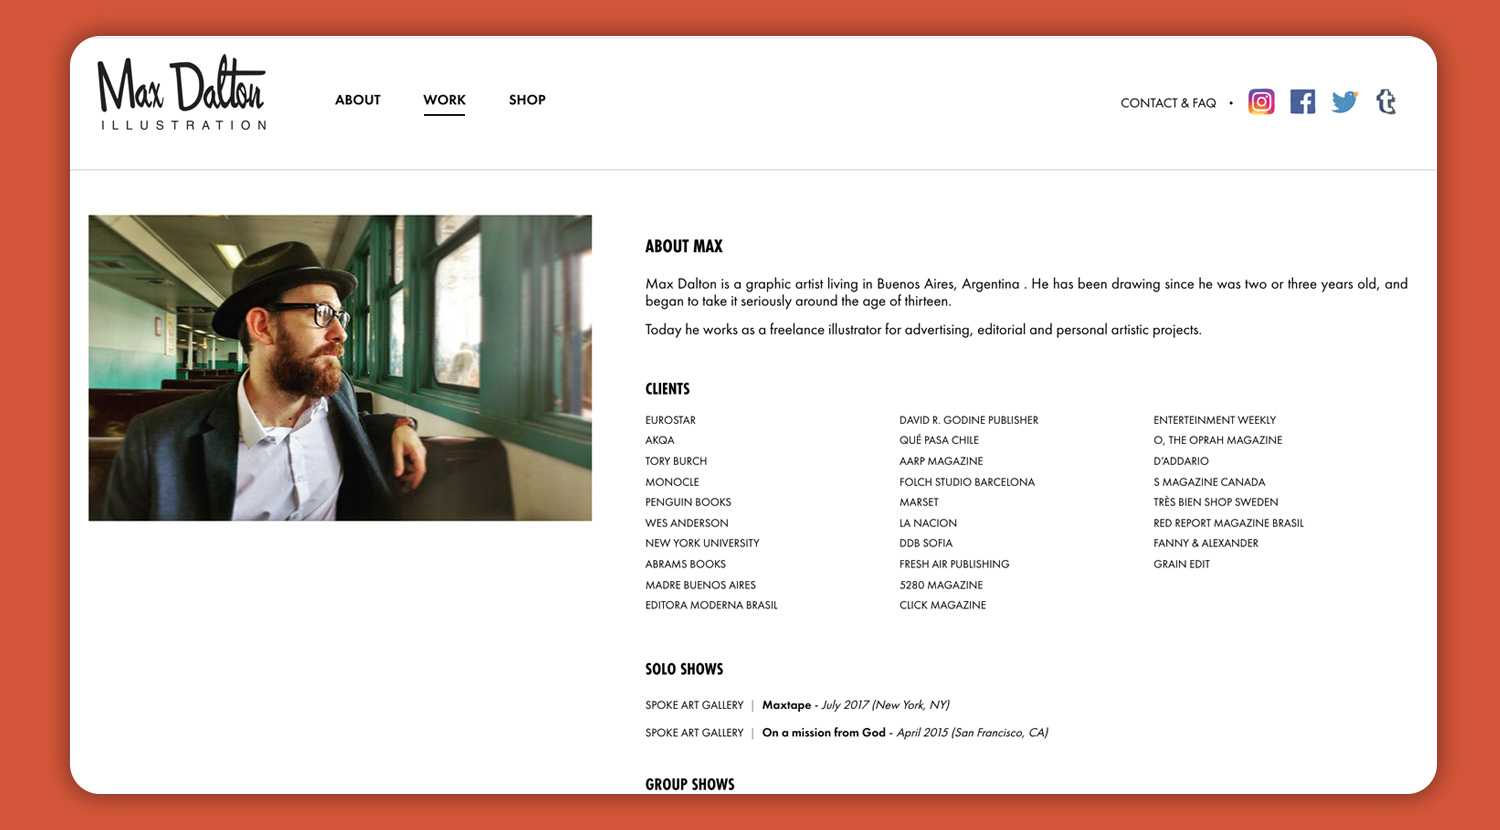 Max Dalton
ILLUSTRATION
ABOUT
WORK
SHOP
CONTACT & FAQ •
ABOUT MAX
Max Dalton is a graphic artist living in Buenos Aires, Argentina . He has been drawing since he was two or three years old, and
began to take it seriously around the age of thirteen.
Today he works as a freelance illustrator for advertising, editorial and personal artistic projects.
CLIENTS
EUROSTAR
AKQA
TORY BURCH
MONOCLE
PENGUIN BOOKS
WES ANDERSON
NEW YORK UNIVERSITY
ABRAMS BOOKS
MADRE BUENOS AIRES
EDITORA MODERNA BRASIL
DAVID R. GODINE PUBLISHER
QUÉ PASA CHILE
AARP MAGAZINE
FOLCH STUDIO BARCELONA
MARSET
LA NACION
DDB SOFIA
FRESH AIR PUBLISHING
5280 MAGAZINE
CLICK MAGAZINE
ENTERTEINMENT WEEKLY
O, THE OPRAH MAGAZINE
D'ADDARIO
S MAGAZINE CANADA
TRÈS BIEN SHOP SWEDEN
RED REPORT MAGAZINE BRASIL
FANNY & ALEXANDER
GRAIN EDIT
SOLO SHOWS
SPOKE ART GALLERY | Maxtape - July 2017 (New York, NY)
SPOKE ART GALLERY | On a mission from God - April 2015 (San Francisco, CA)
GROUP SHOWS